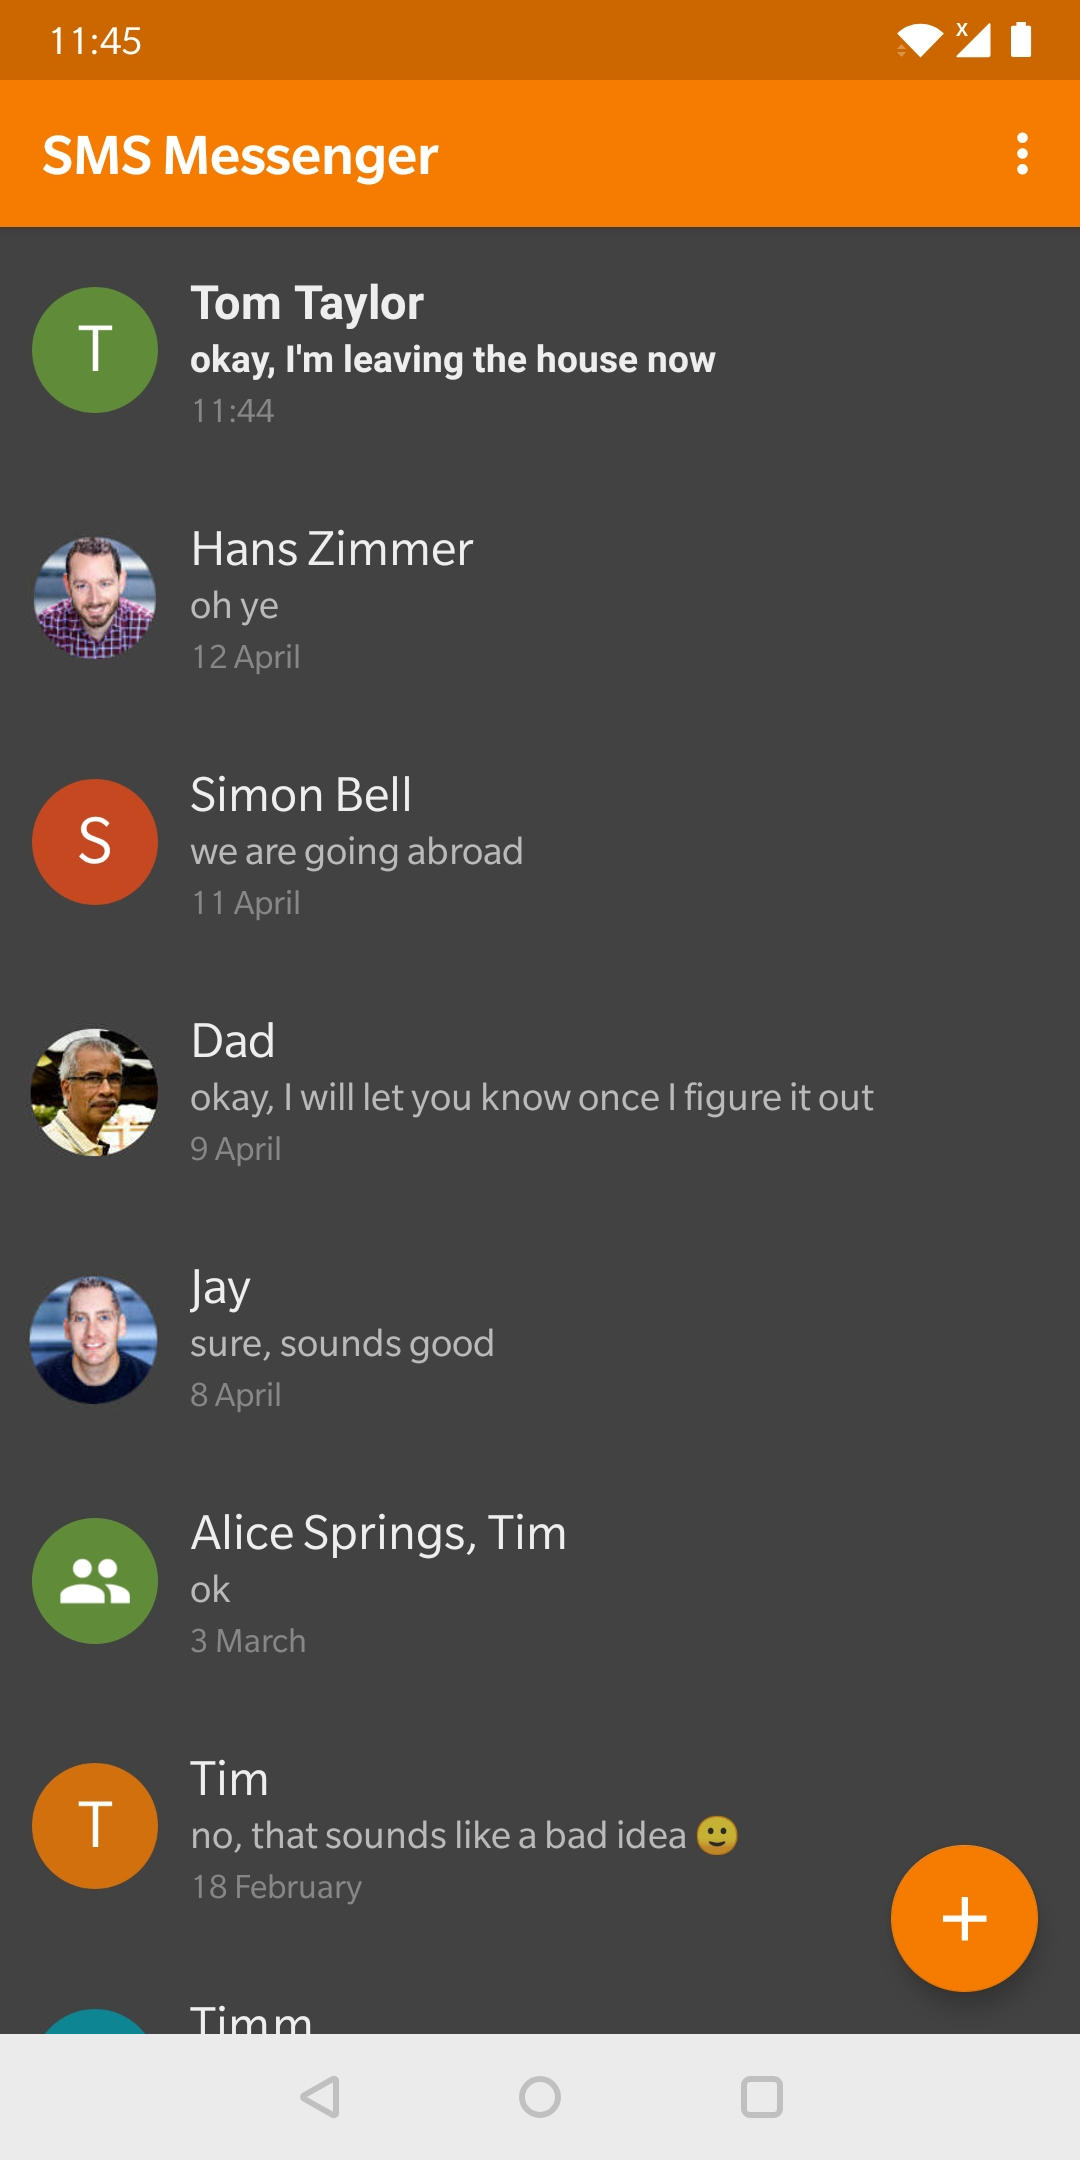 11:45
X
SMS Messenger
T
Tom Taylor
okay, I'm leaving the house now
11:44
Hans Zimmer
oh ye
12 April
S
Simon Bell
we are going abroad
11 April
Dad
okay, I will let you know once I figure it out
9 April
Jay
sure, sounds good
8 April
Alice Springs, Tim
ok
3 March
T
Tim
no, that sounds like a bad idea 🙂
18 February
Timm